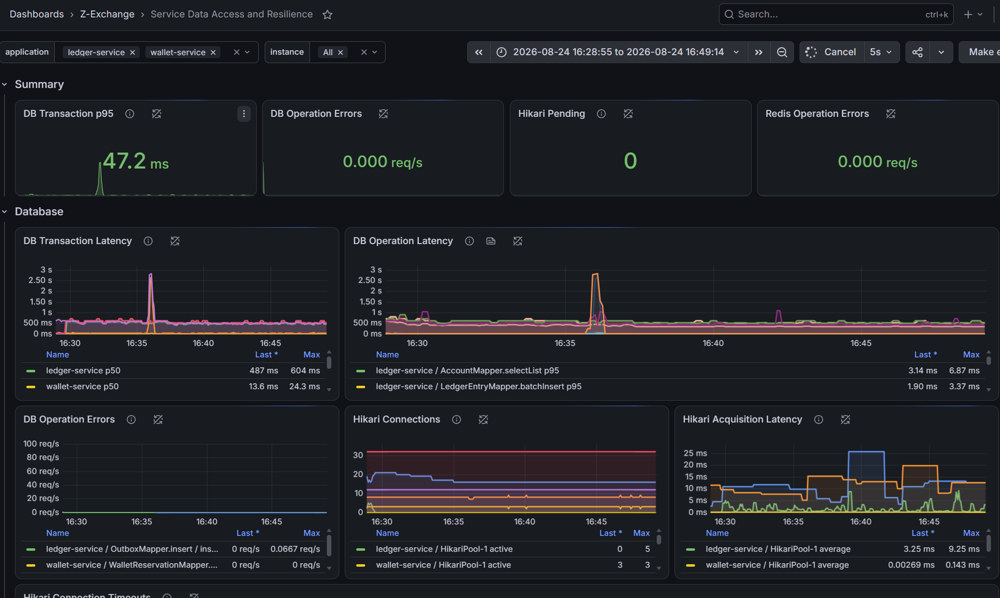 Dashboards › Z-Exchange › Service Data Access and Resilience
Search... ctrl+k
application ledger-service wallet-service instance All 2026-08-24 16:28:55 to 2026-08-24 16:49:14 Cancel 5s Make
Summary
DB Transaction p95
47.2 ms
DB Operation Errors
0.000 req/s
Hikari Pending
0
Redis Operation Errors
0.000 req/s
Database
DB Transaction Latency
3 s
2.50 s
2 s
1.50 s
1 s
500 ms
0 ms
16:30 16:35 16:40 16:45
Name Last * Max
ledger-service p50 487 ms 604 ms
wallet-service p50 13.6 ms 24.3 ms
DB Operation Latency
3 s
2.50 s
2 s
1.50 s
1 s
500 ms
0 ms
16:30 16:35 16:40 16:45
Name Last * Max
ledger-service / AccountMapper.selectList p95 3.14 ms 6.87 ms
ledger-service / LedgerEntryMapper.batchInsert p95 1.90 ms 3.37 ms
DB Operation Errors
100 req/s
80 req/s
60 req/s
40 req/s
20 req/s
0 req/s
16:30 16:35 16:40 16:45
Name Last * Max
ledger-service / OutboxMapper.insert / ins... 0 req/s 0.0667 req/s
wallet-service / WalletReservationMapper.... 0 req/s 0 req/s
Hikari Connections
30
20
10
0
16:30 16:35 16:40 16:45
Name Last * Max
ledger-service / HikariPool-1 active 0 5
wallet-service / HikariPool-1 active 3 3
Hikari Acquisition Latency
25 ms
20 ms
15 ms
10 ms
5 ms
0 ms
16:30 16:35 16:40 16:45
Name Last * Max
ledger-service / HikariPool-1 average 3.25 ms 9.25 ms
wallet-service / HikariPool-1 average 0.00269 ms 0.143 ms
Hikari Connection Timeouts